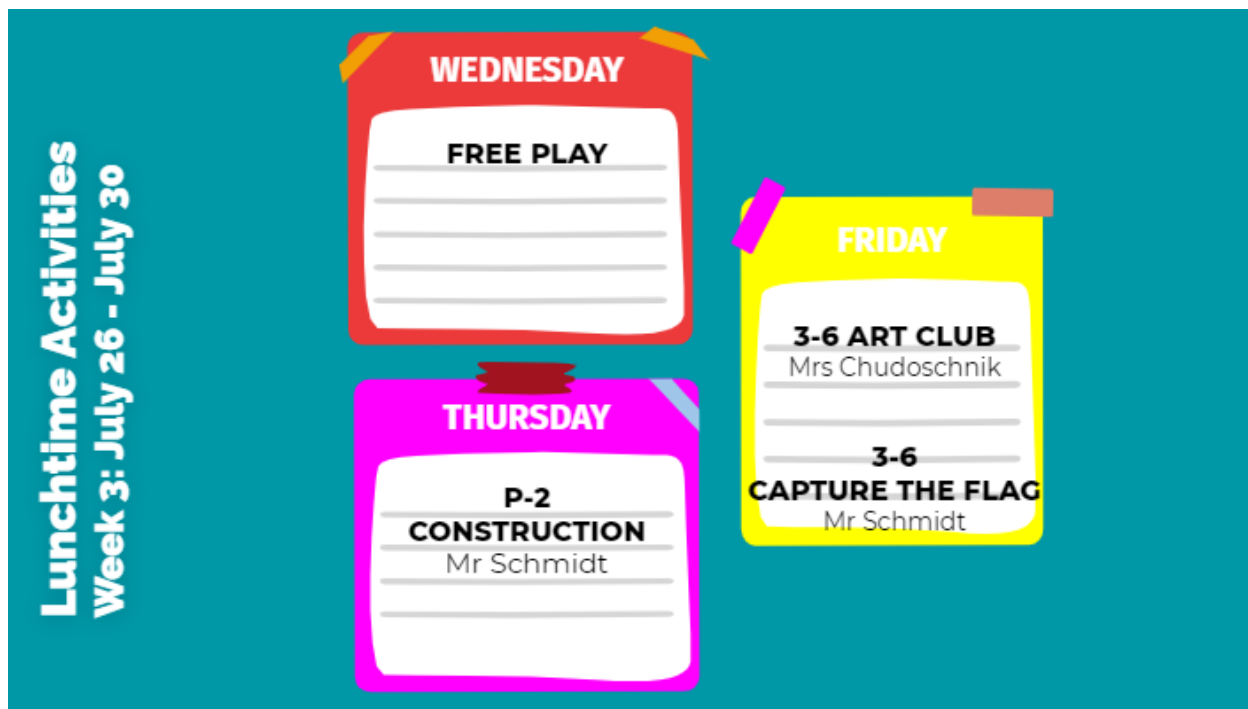 Lunchtime Activities
Week 3: July 26 - July 30
WEDNESDAY
FREE PLAY
THURSDAY
P-2
CONSTRUCTION
Mr Schmidt
FRIDAY
3-6 ART CLUB
Mrs Chudoschnik
3-6
CAPTURE THE FLAG
Mr Schmidt